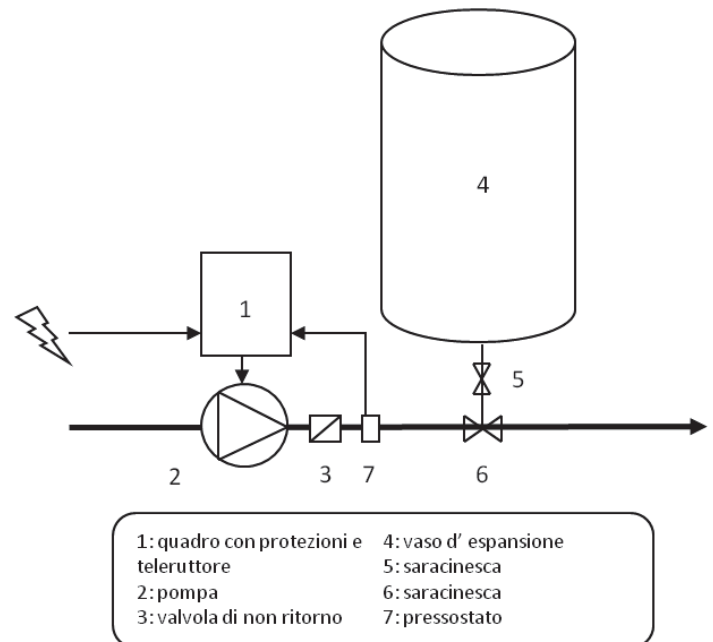 4
1
5
2
3
7
6
1: quadro con protezioni e
teleruttore
2: pompa
3: valvola di non ritorno
4: vaso d' espansione
5: saracinesca
6: saracinesca
7: pressostato